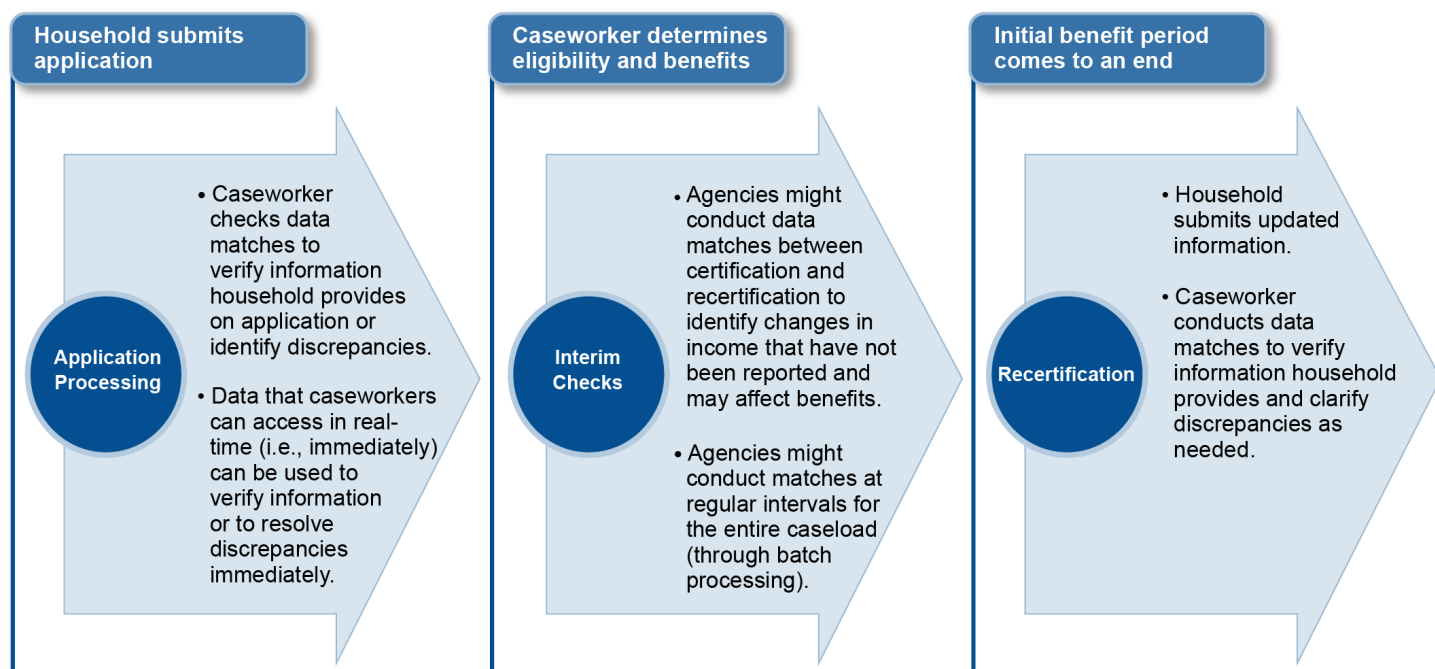 Household submits
application
Application
Processing
• Caseworker
checks data
matches to
verify information
household provides
on application or
identify discrepancies.
• Data that caseworkers
can access in real-
time (i.e., immediately)
can be used to
verify information
or to resolve
discrepancies
immediately.
Caseworker determines
eligibility and benefits
Interim
Checks
• Agencies might
conduct data
matches between
certification and
recertification to
identify changes in
income that have not
been reported and
may affect benefits.
• Agencies might
conduct matches at
regular intervals for
the entire caseload
(through batch
processing).
Initial benefit period
comes to an end
Recertification
• Household
submits updated
information.
• Caseworker
conducts data
matches to verify
information household
provides and clarify
discrepancies as
needed.